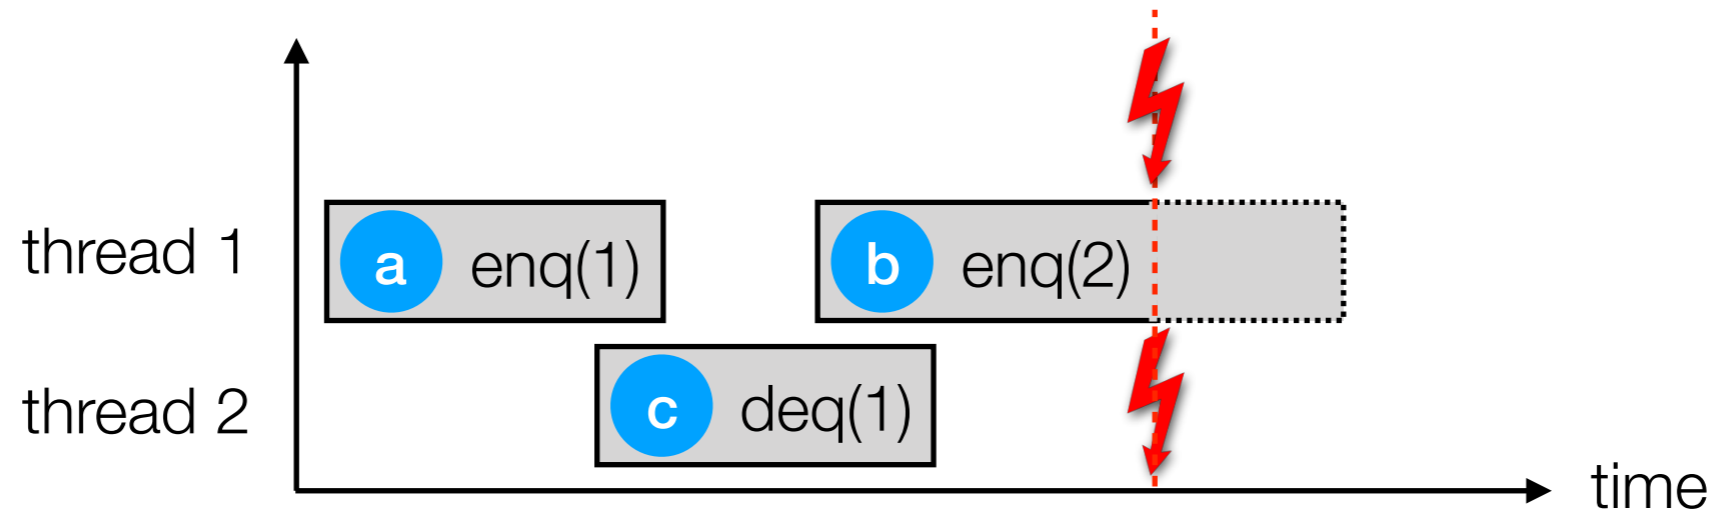 thread 1 a enq(1) b enq(2)
thread 2 c deq(1)
time